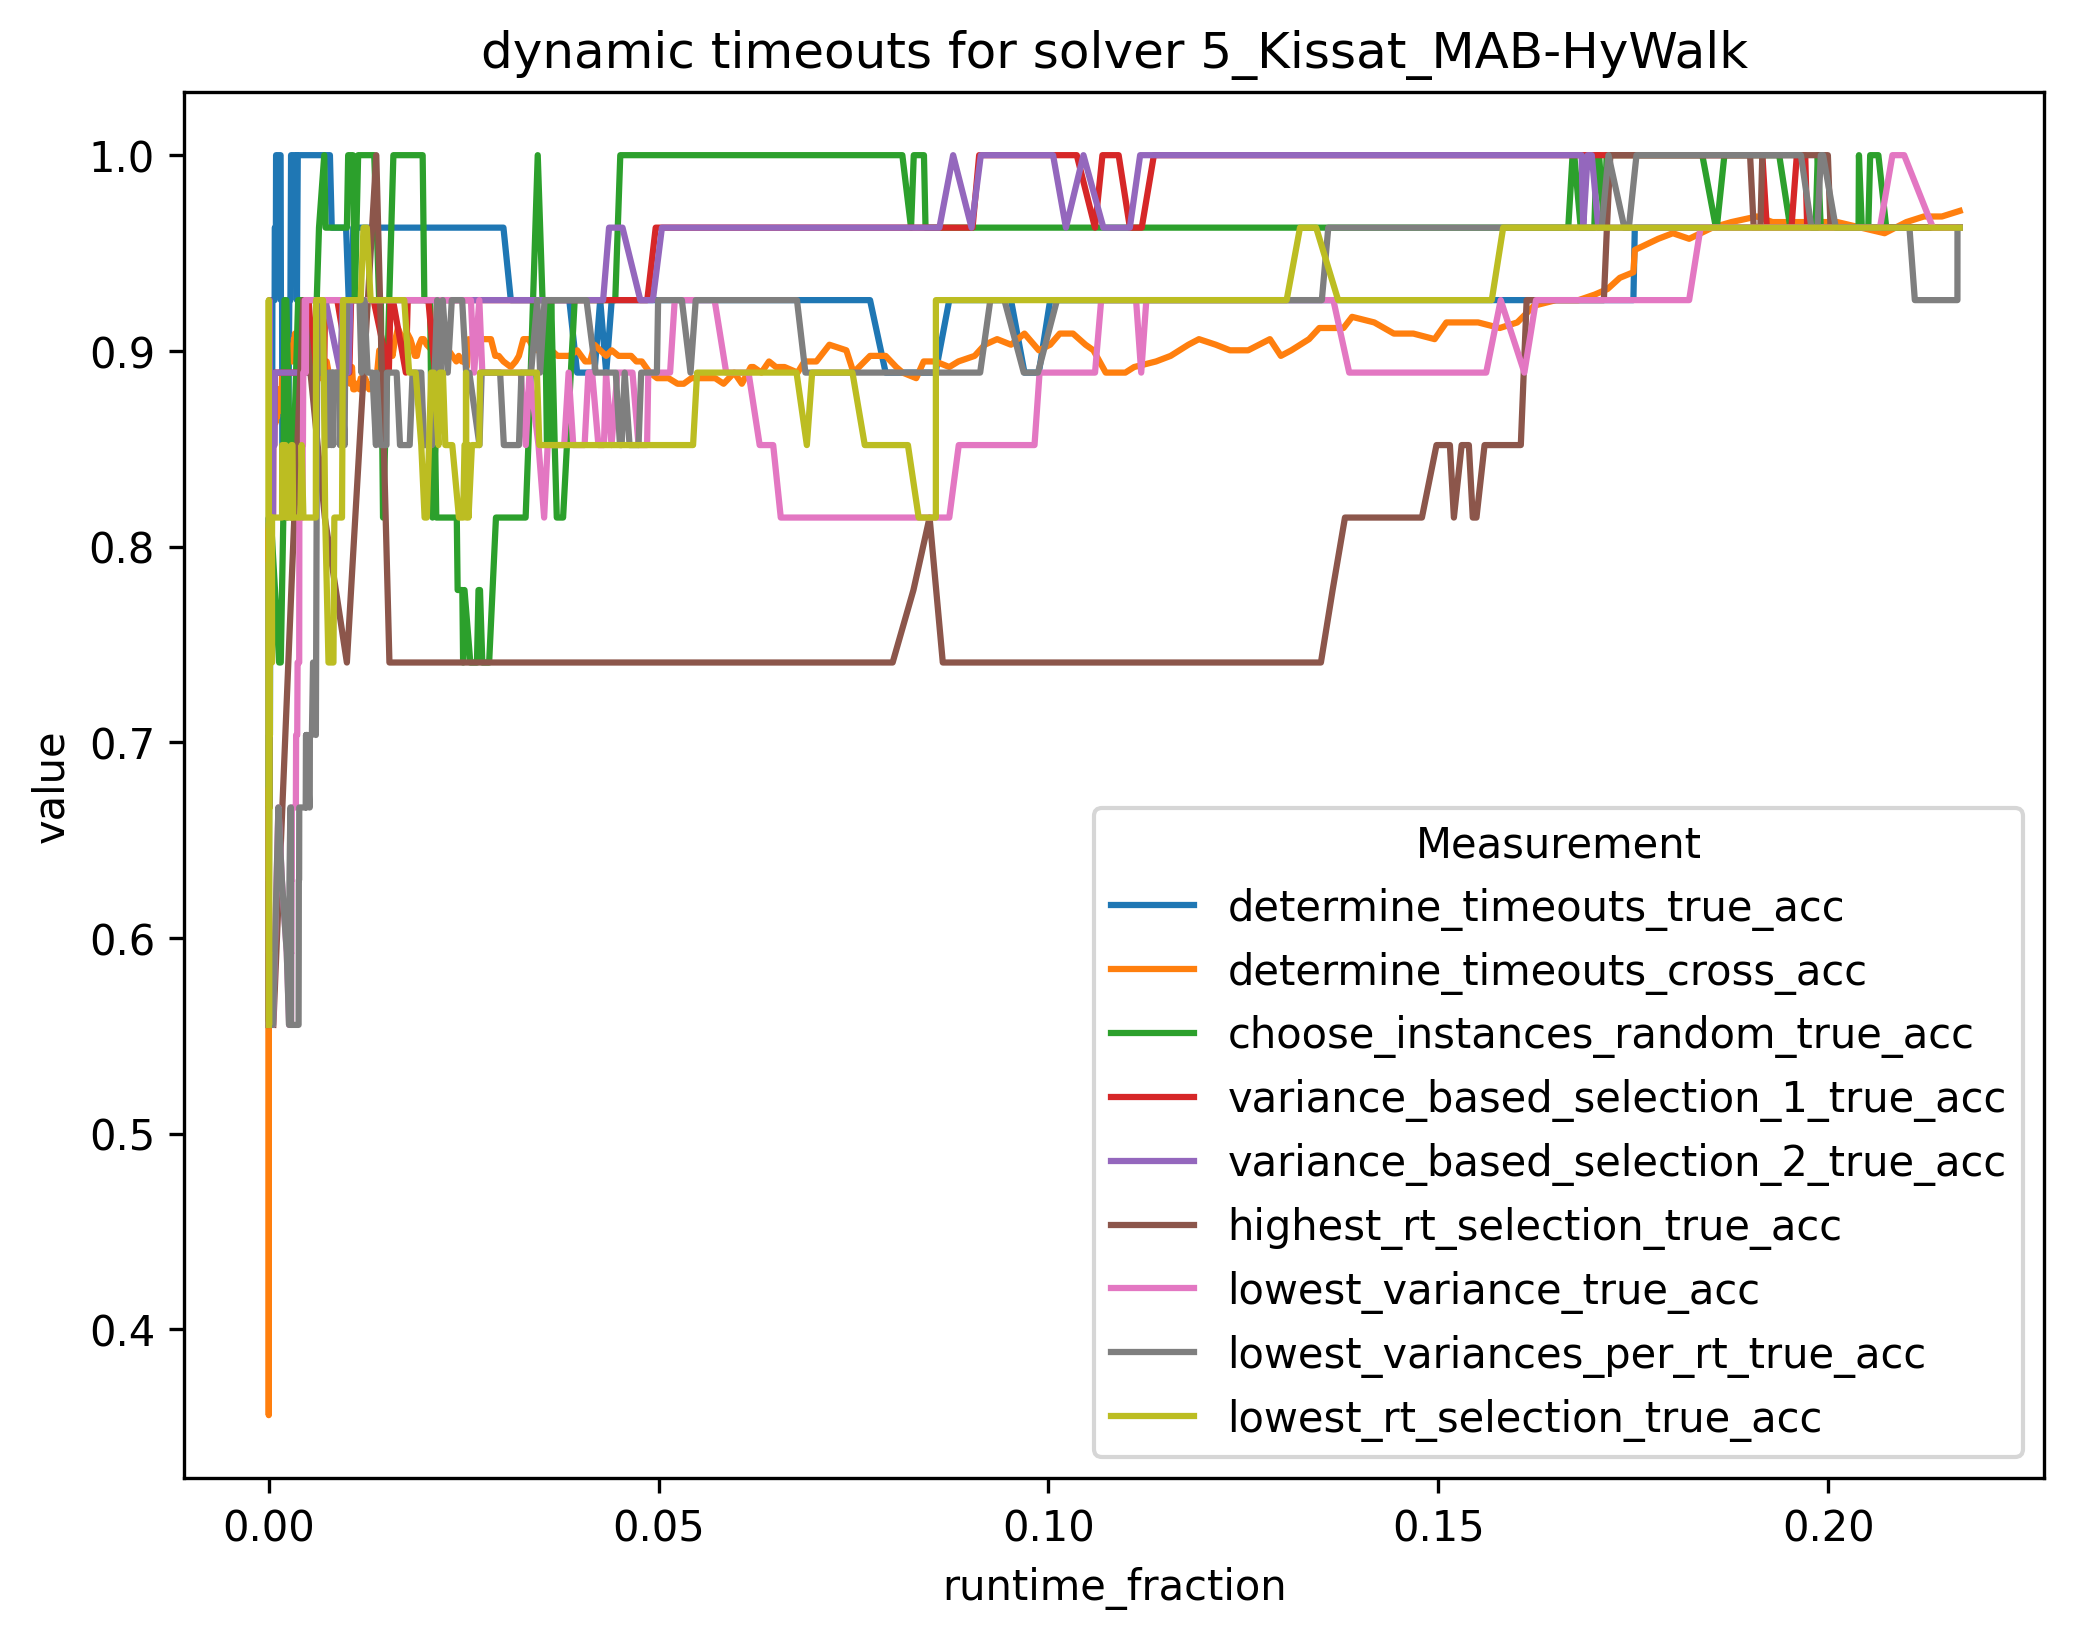 dynamic timeouts for solver 5_Kissat_MAB-HyWalk
1.0
0.9
0.8
0.7
0.6
0.5
0.4
value
0.00
0.05
0.10
0.15
0.20
runtime_fraction
Measurement
determine_timeouts_true_acc
determine_timeouts_cross_acc
choose_instances_random_true_acc
variance_based_selection_1_true_acc
variance_based_selection_2_true_acc
highest_rt_selection_true_acc
lowest_variance_true_acc
lowest_variances_per_rt_true_acc
lowest_rt_selection_true_acc